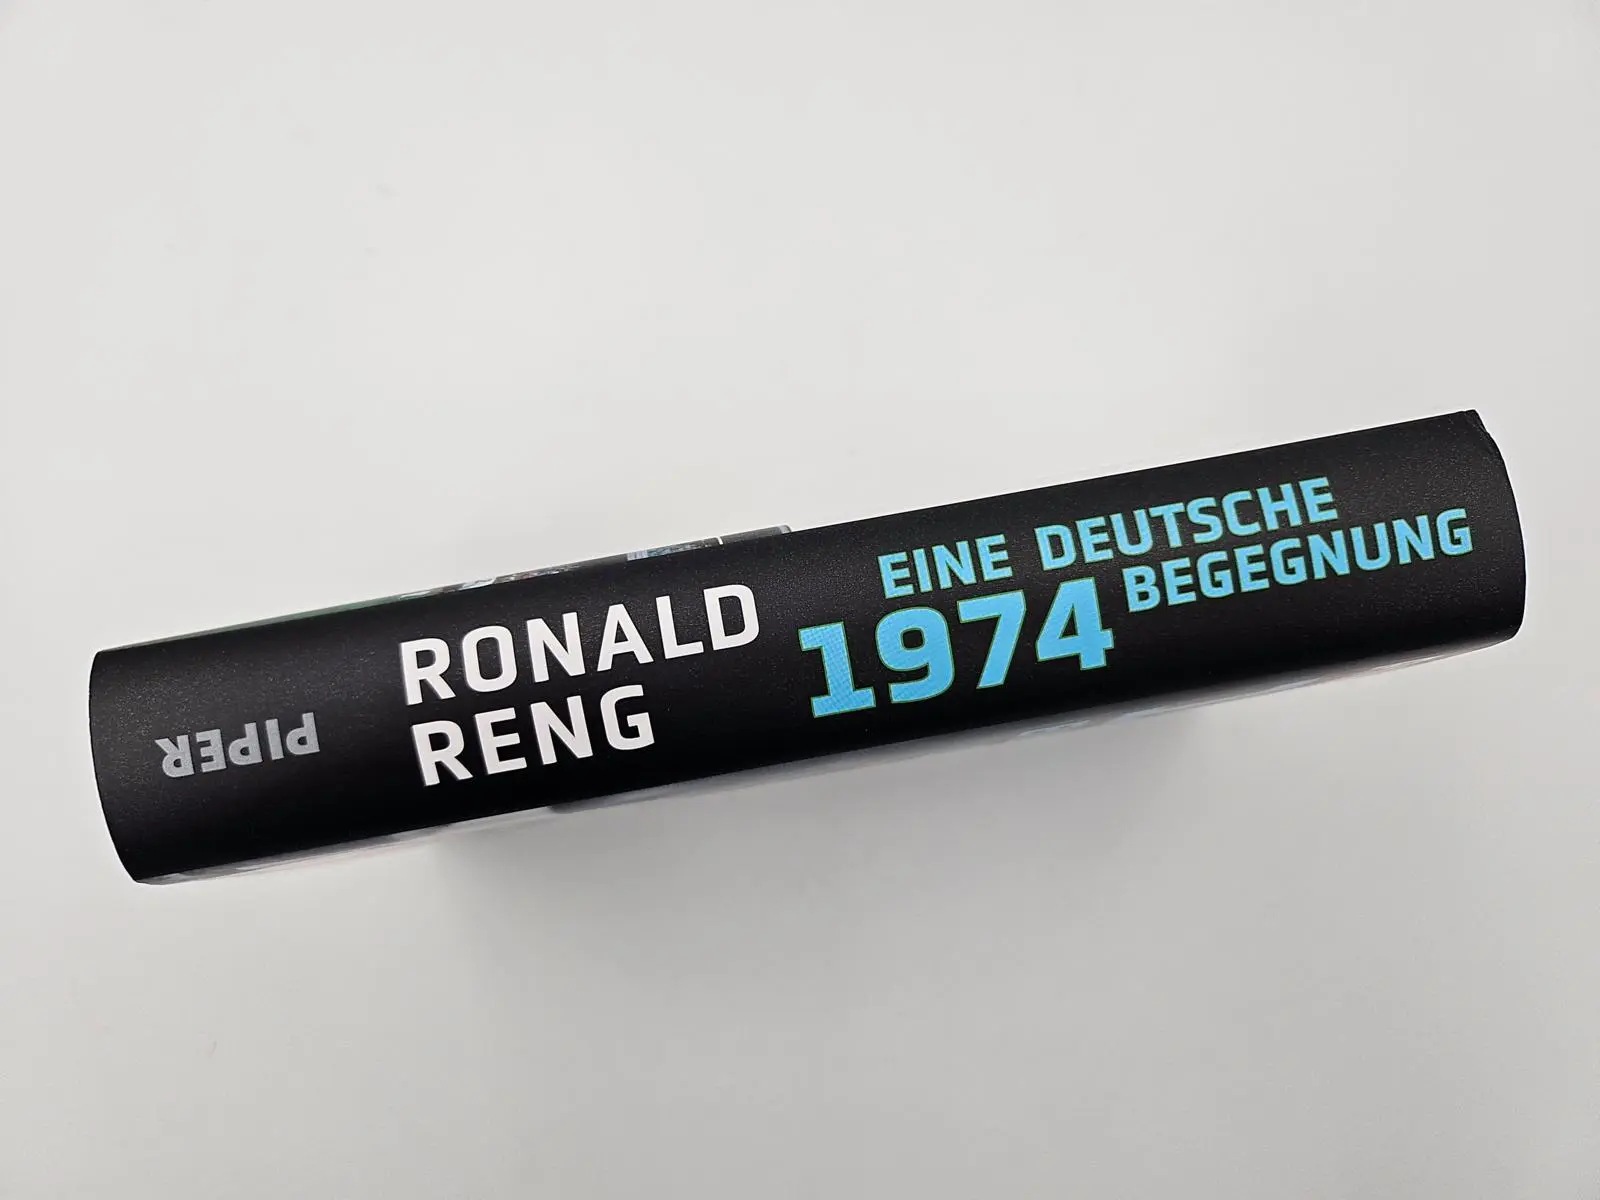 RONALD
RENG
EINE DEUTSCHE
1974 BEGEGNUNG
PIPER